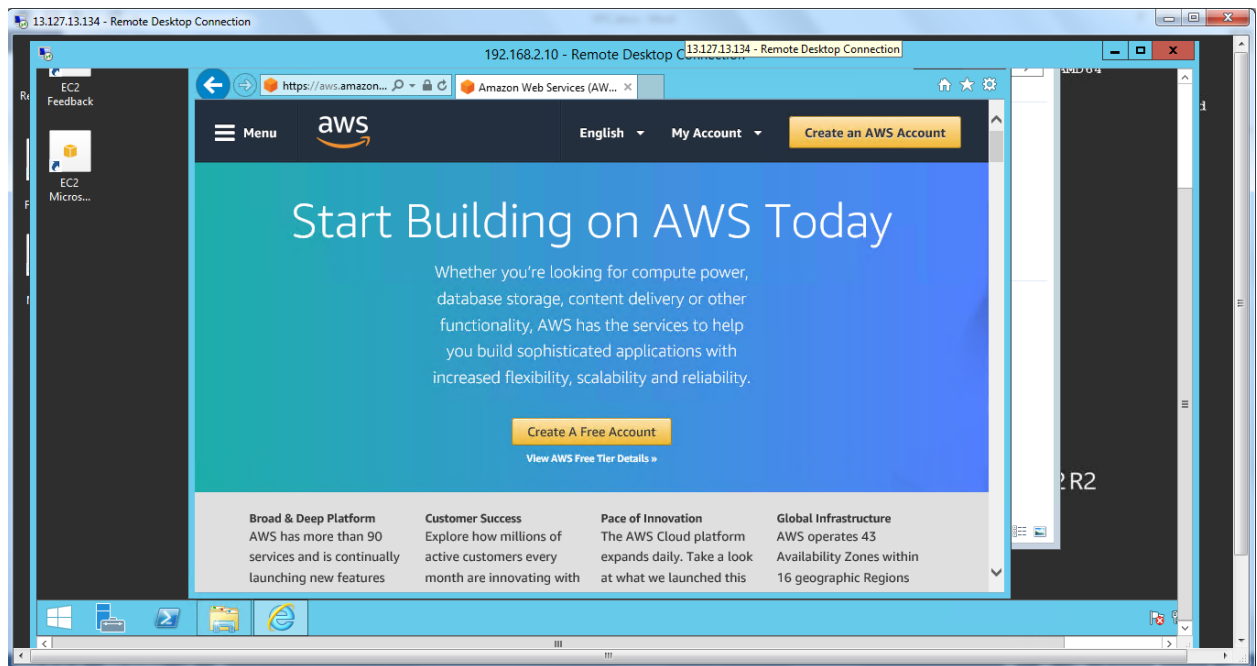 13.127.13.134 - Remote Desktop Connection
192.168.2.10 - Remote Desktop
13.127.13.134 - Remote Desktop Connection
EC2
Feedback
EC2
Micros...
https://aws.amazon...
Amazon Web Services (AW...
Menu
aws
English
My Account
Create an AWS Account
Start Building on AWS Today
Whether you're looking for compute power,
database storage, content delivery or other
functionality, AWS has the services to help
you build sophisticated applications with
increased flexibility, scalability and reliability.
Create A Free Account
View AWS Free Tier Details »
Broad & Deep Platform
AWS has more than 90
services and is continually
launching new features
Customer Success
Explore how millions of
active customers every
month are innovating with
Pace of Innovation
The AWS Cloud platform
expands daily. Take a look
at what we launched this
Global Infrastructure
AWS operates 43
Availability Zones within
16 geographic Regions
R2